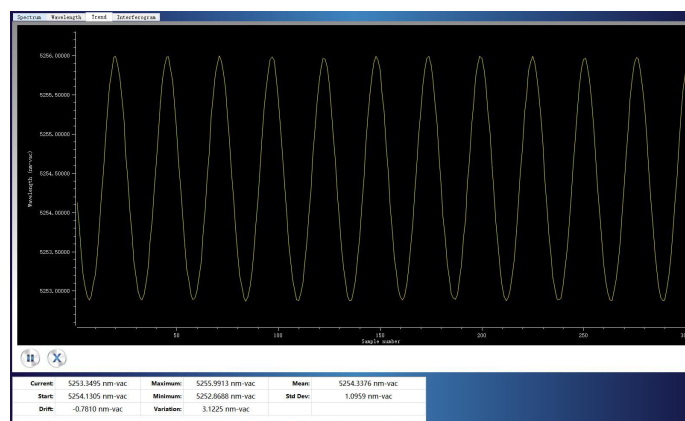 Spectrum Wavelength Trend Interferogram
5256.00000
5255.50000
5255.00000
5254.50000
5254.00000
5253.50000
5253.00000
Wavelength (nm-vac)
50 100 150 200 250
Sample number
Current: 5253.3495 nm-vac Maximum: 5255.9913 nm-vac Mean: 5254.3376 nm-vac
Start: 5254.1305 nm-vac Minimum: 5252.8688 nm-vac Std Dev: 1.0959 nm-vac
Drift: -0.7810 nm-vac Variation: 3.1225 nm-vac